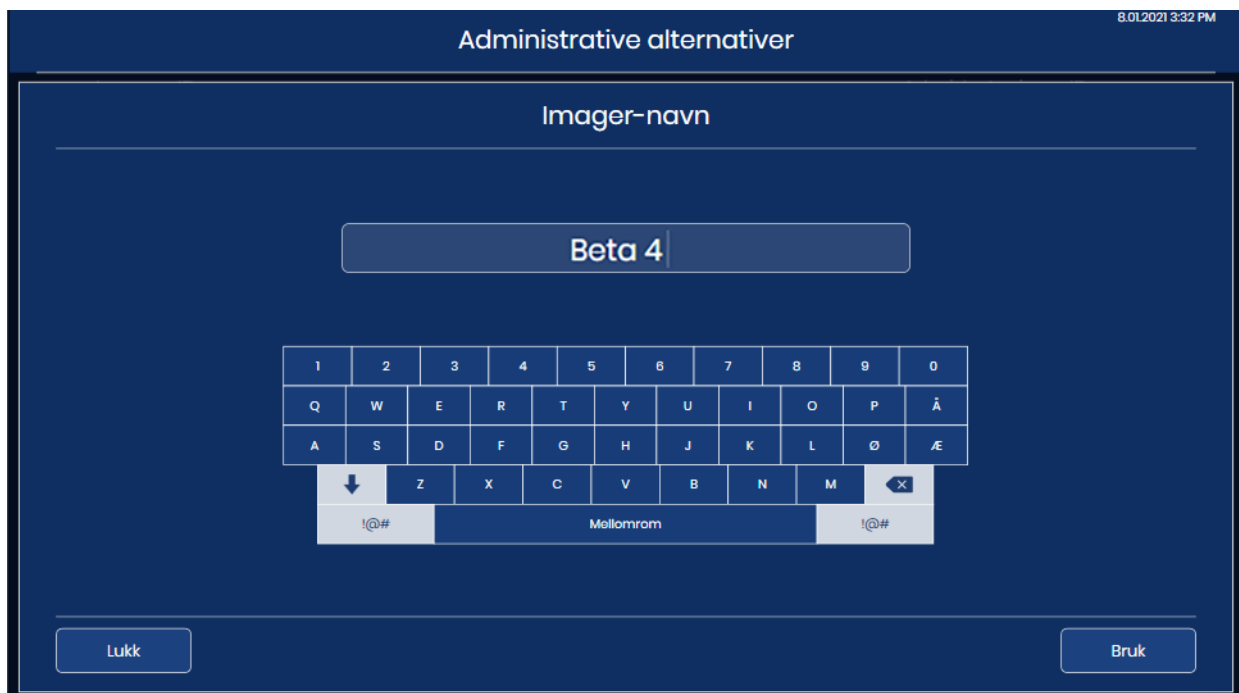 8.01.2021 3:32 PM
Administrative alternativer
Imager-navn
Beta 4
1 2 3 4 5 6 7 8 9 0
Q W E R T Y U I O P Å
A S D F G H J K L Ø Æ
Z X C V B N M
!@# Mellomrom !@#
Lukk Bruk